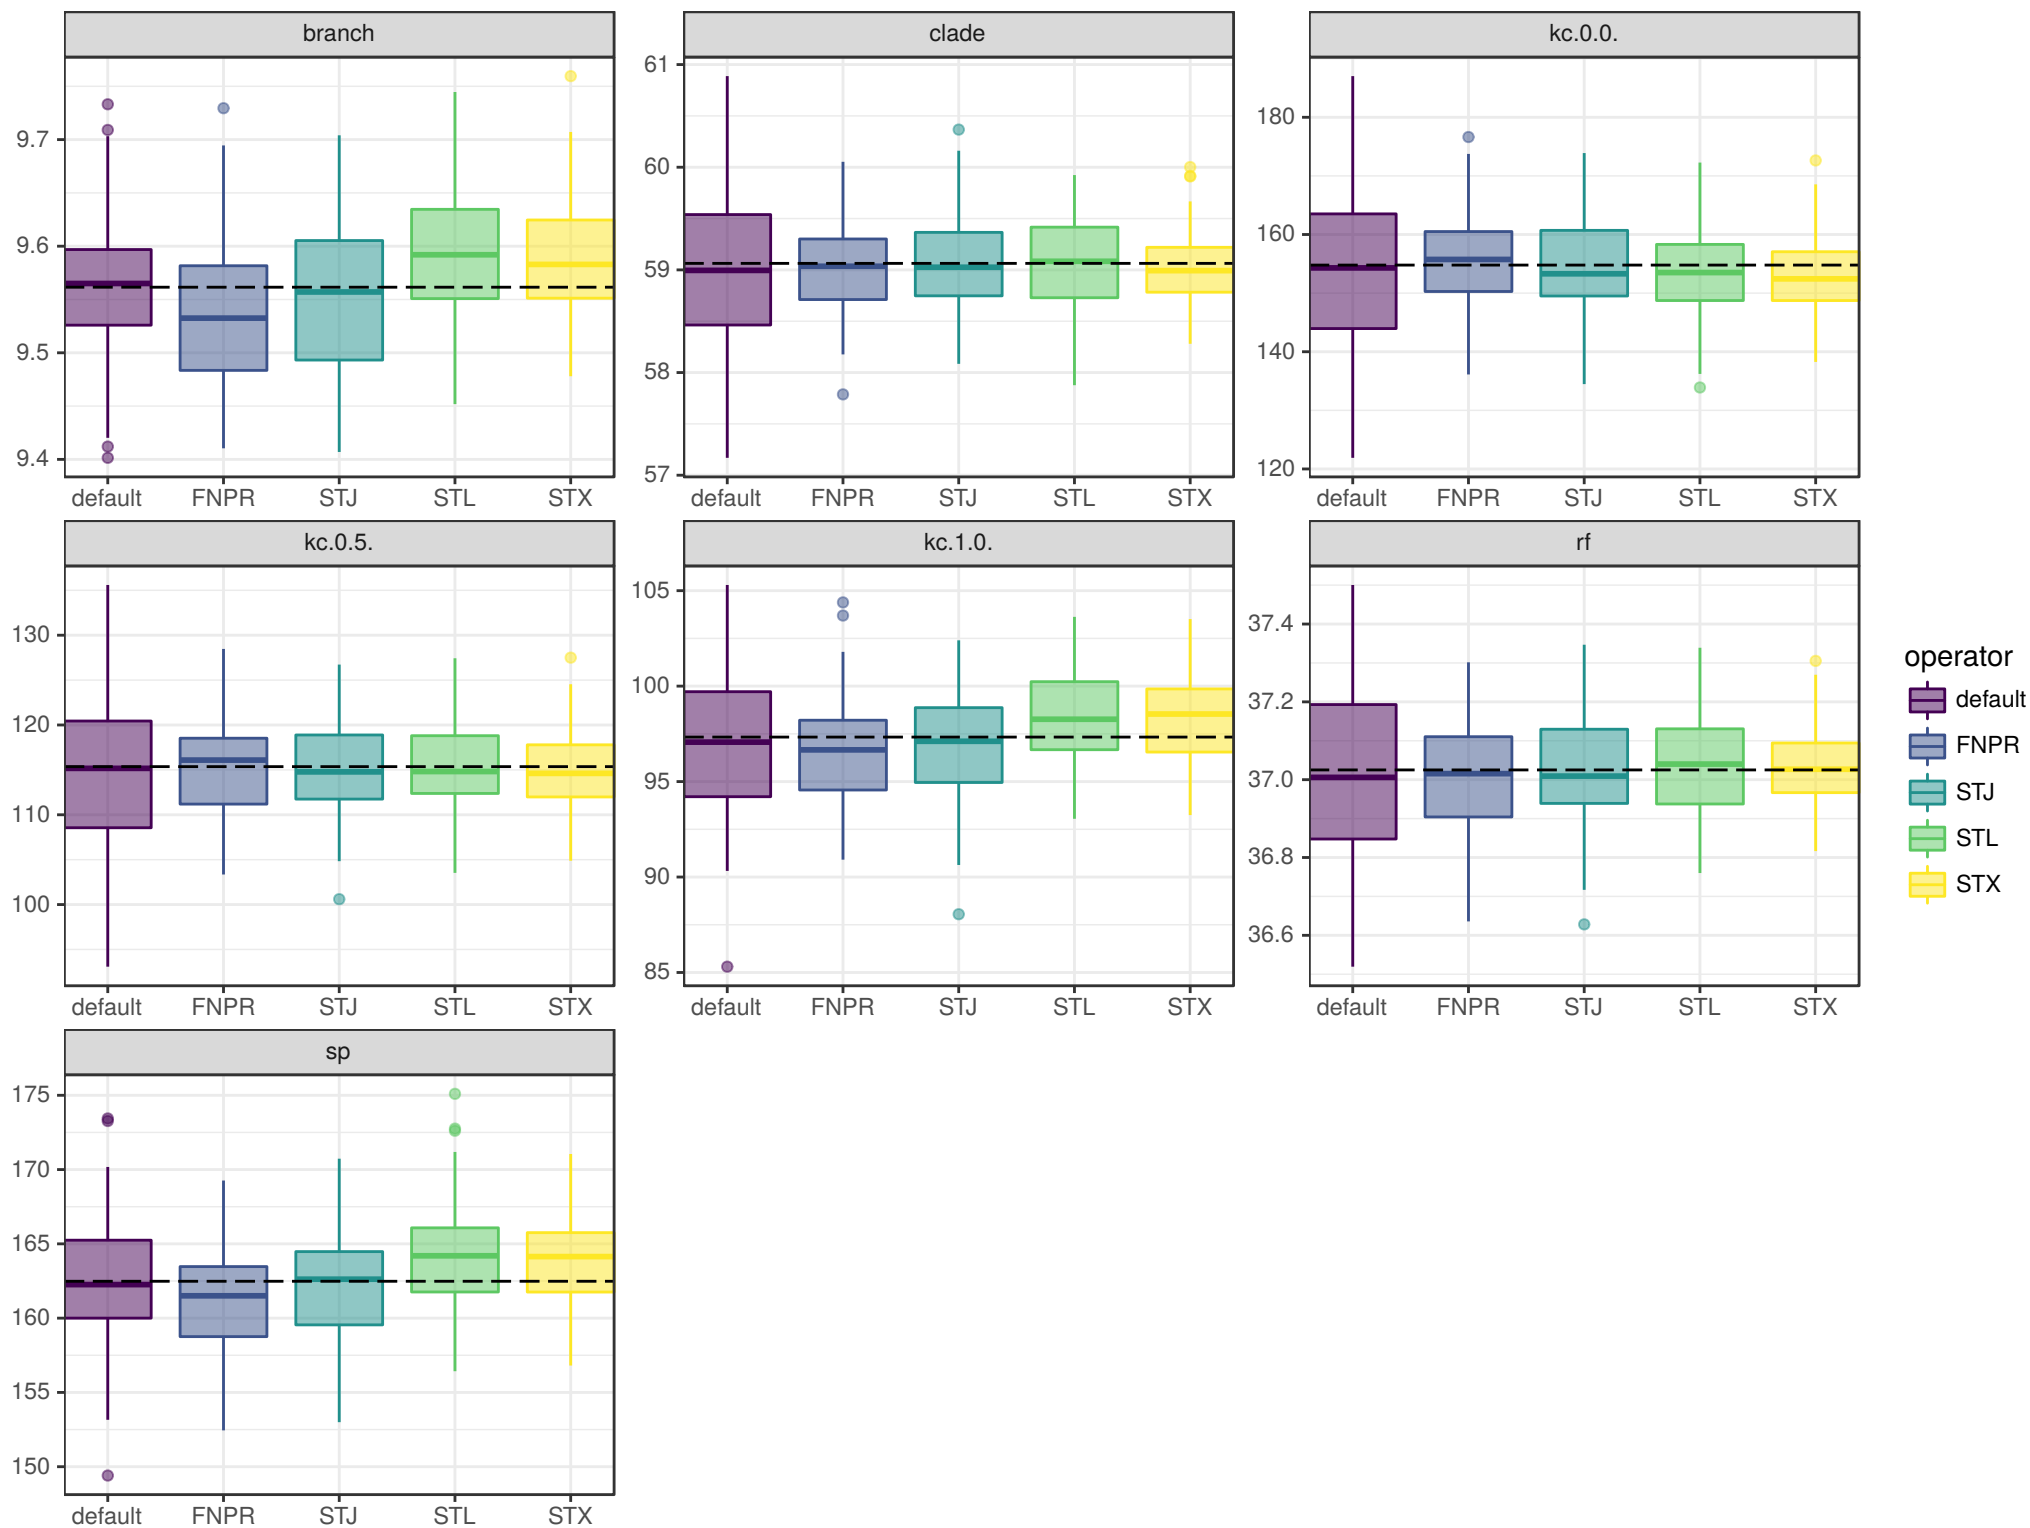 branch
clade
kc.0.0.
9.7
9.6
9.5
9.4
default FNPR STJ STL STX
61
60
59
58
57
default FNPR STJ STL STX
180
160
140
120
default FNPR STJ STL STX
kc.0.5.
kc.1.0.
rf
130
120
110
100
default FNPR STJ STL STX
105
100
95
90
85
default FNPR STJ STL STX
37.4
37.2
37.0
36.8
36.6
default FNPR STJ STL STX
operator
default
FNPR
STJ
STL
STX
sp
175
170
165
160
155
150
default FNPR STJ STL STX